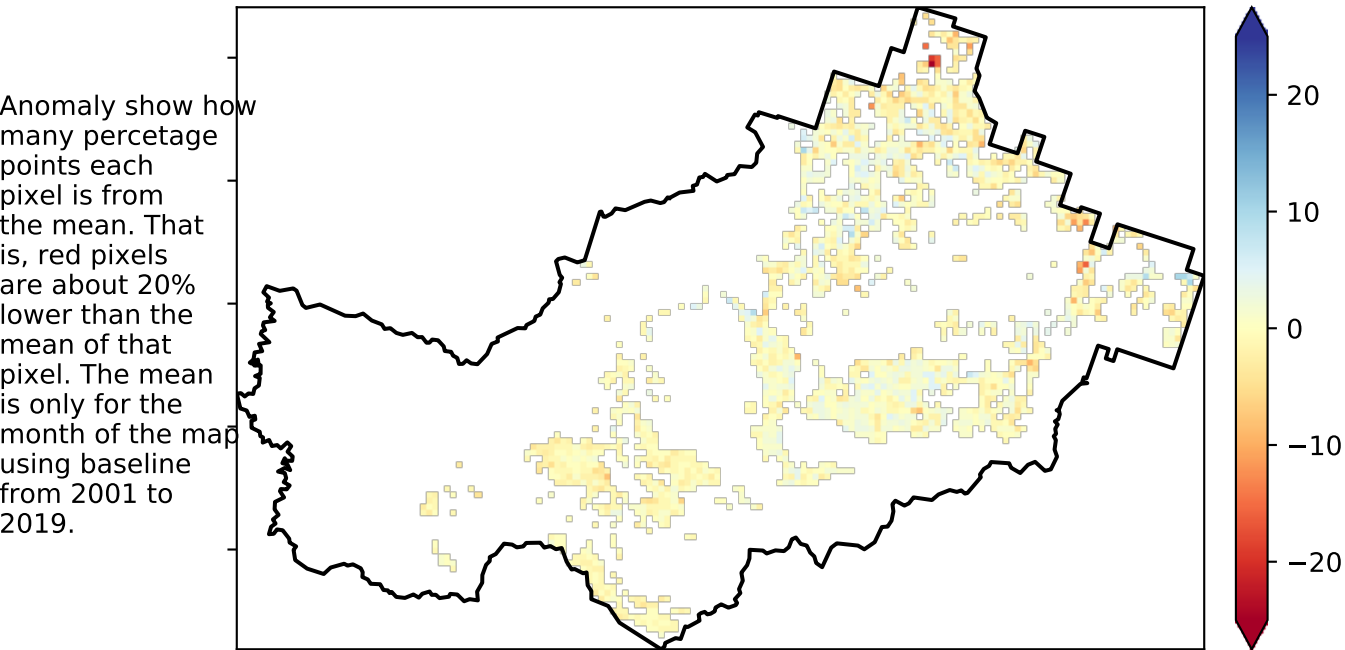 Anomaly show how
many percetage
points each
pixel is from
the mean. That
is, red pixels
are about 20%
lower than the
mean of that
pixel. The mean
is only for the
month of the map
using baseline
from 2001 to
2019.
20
10
0
−10
−20